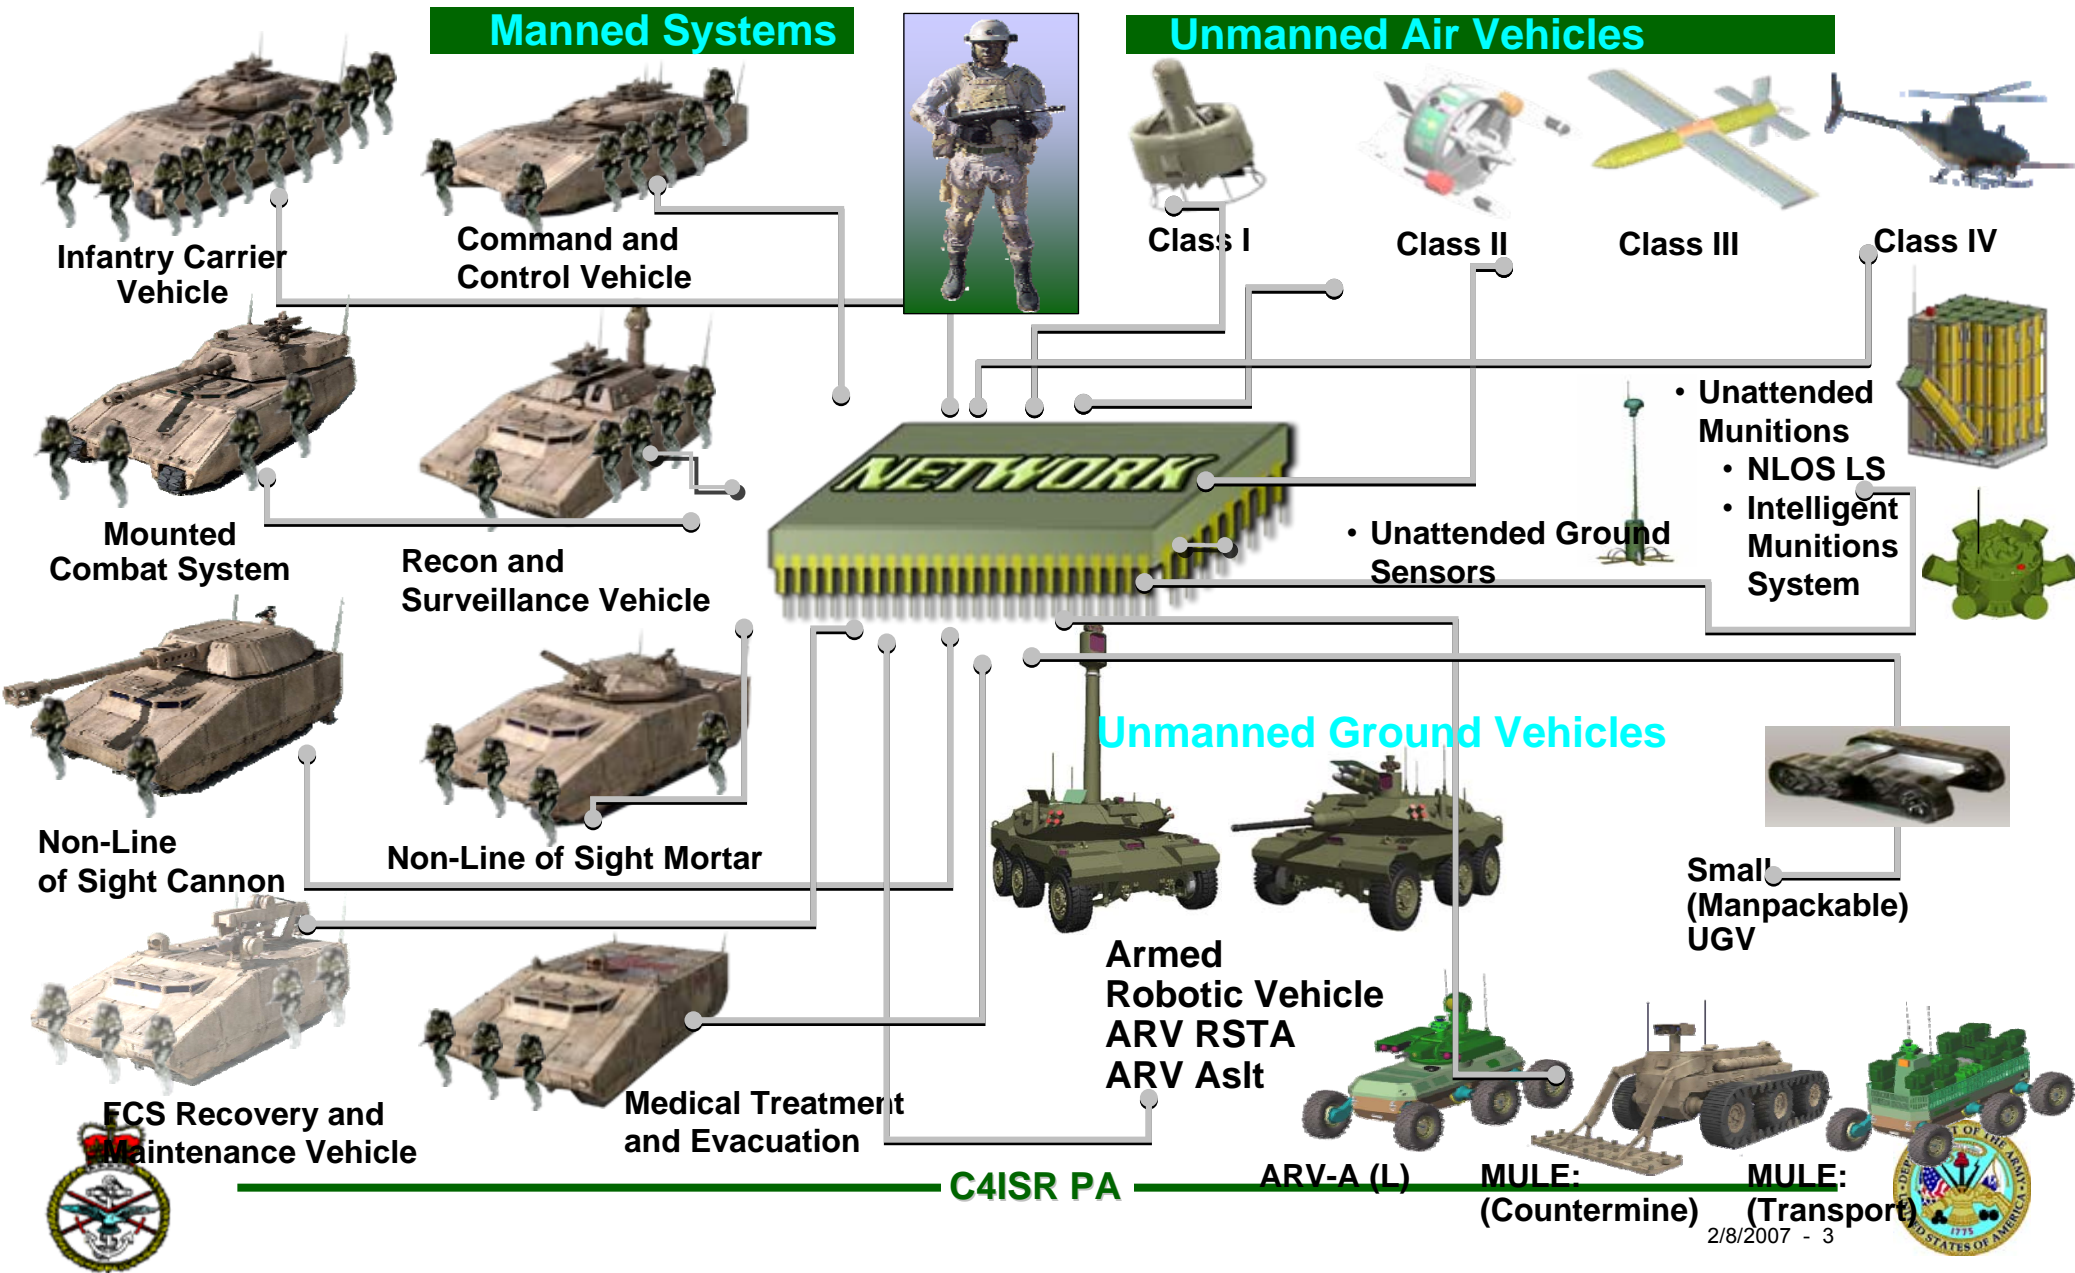 Manned Systems
Unmanned Air Vehicles
Infantry Carrier
Vehicle
Command and
Control Vehicle
Class I
Class II
Class III
Class IV
Mounted
Combat System
Recon and
Surveillance Vehicle
NETWORK
• Unattended
Munitions
• NLOS LS
• Intelligent
Munitions
System
• Unattended Ground
Sensors
Non-Line
of Sight Cannon
Non-Line of Sight Mortar
Unmanned Ground Vehicles
Small
(Manpackable)
UGV
Armed
Robotic Vehicle
ARV RSTA
ARV Aslt
FCS Recovery and
Maintenance Vehicle
Medical Treatment
and Evacuation
ARV-A (L)
MULE:
(Countermine)
MULE:
(Transport)
C4ISR PA
2/8/2007 - 3
1775